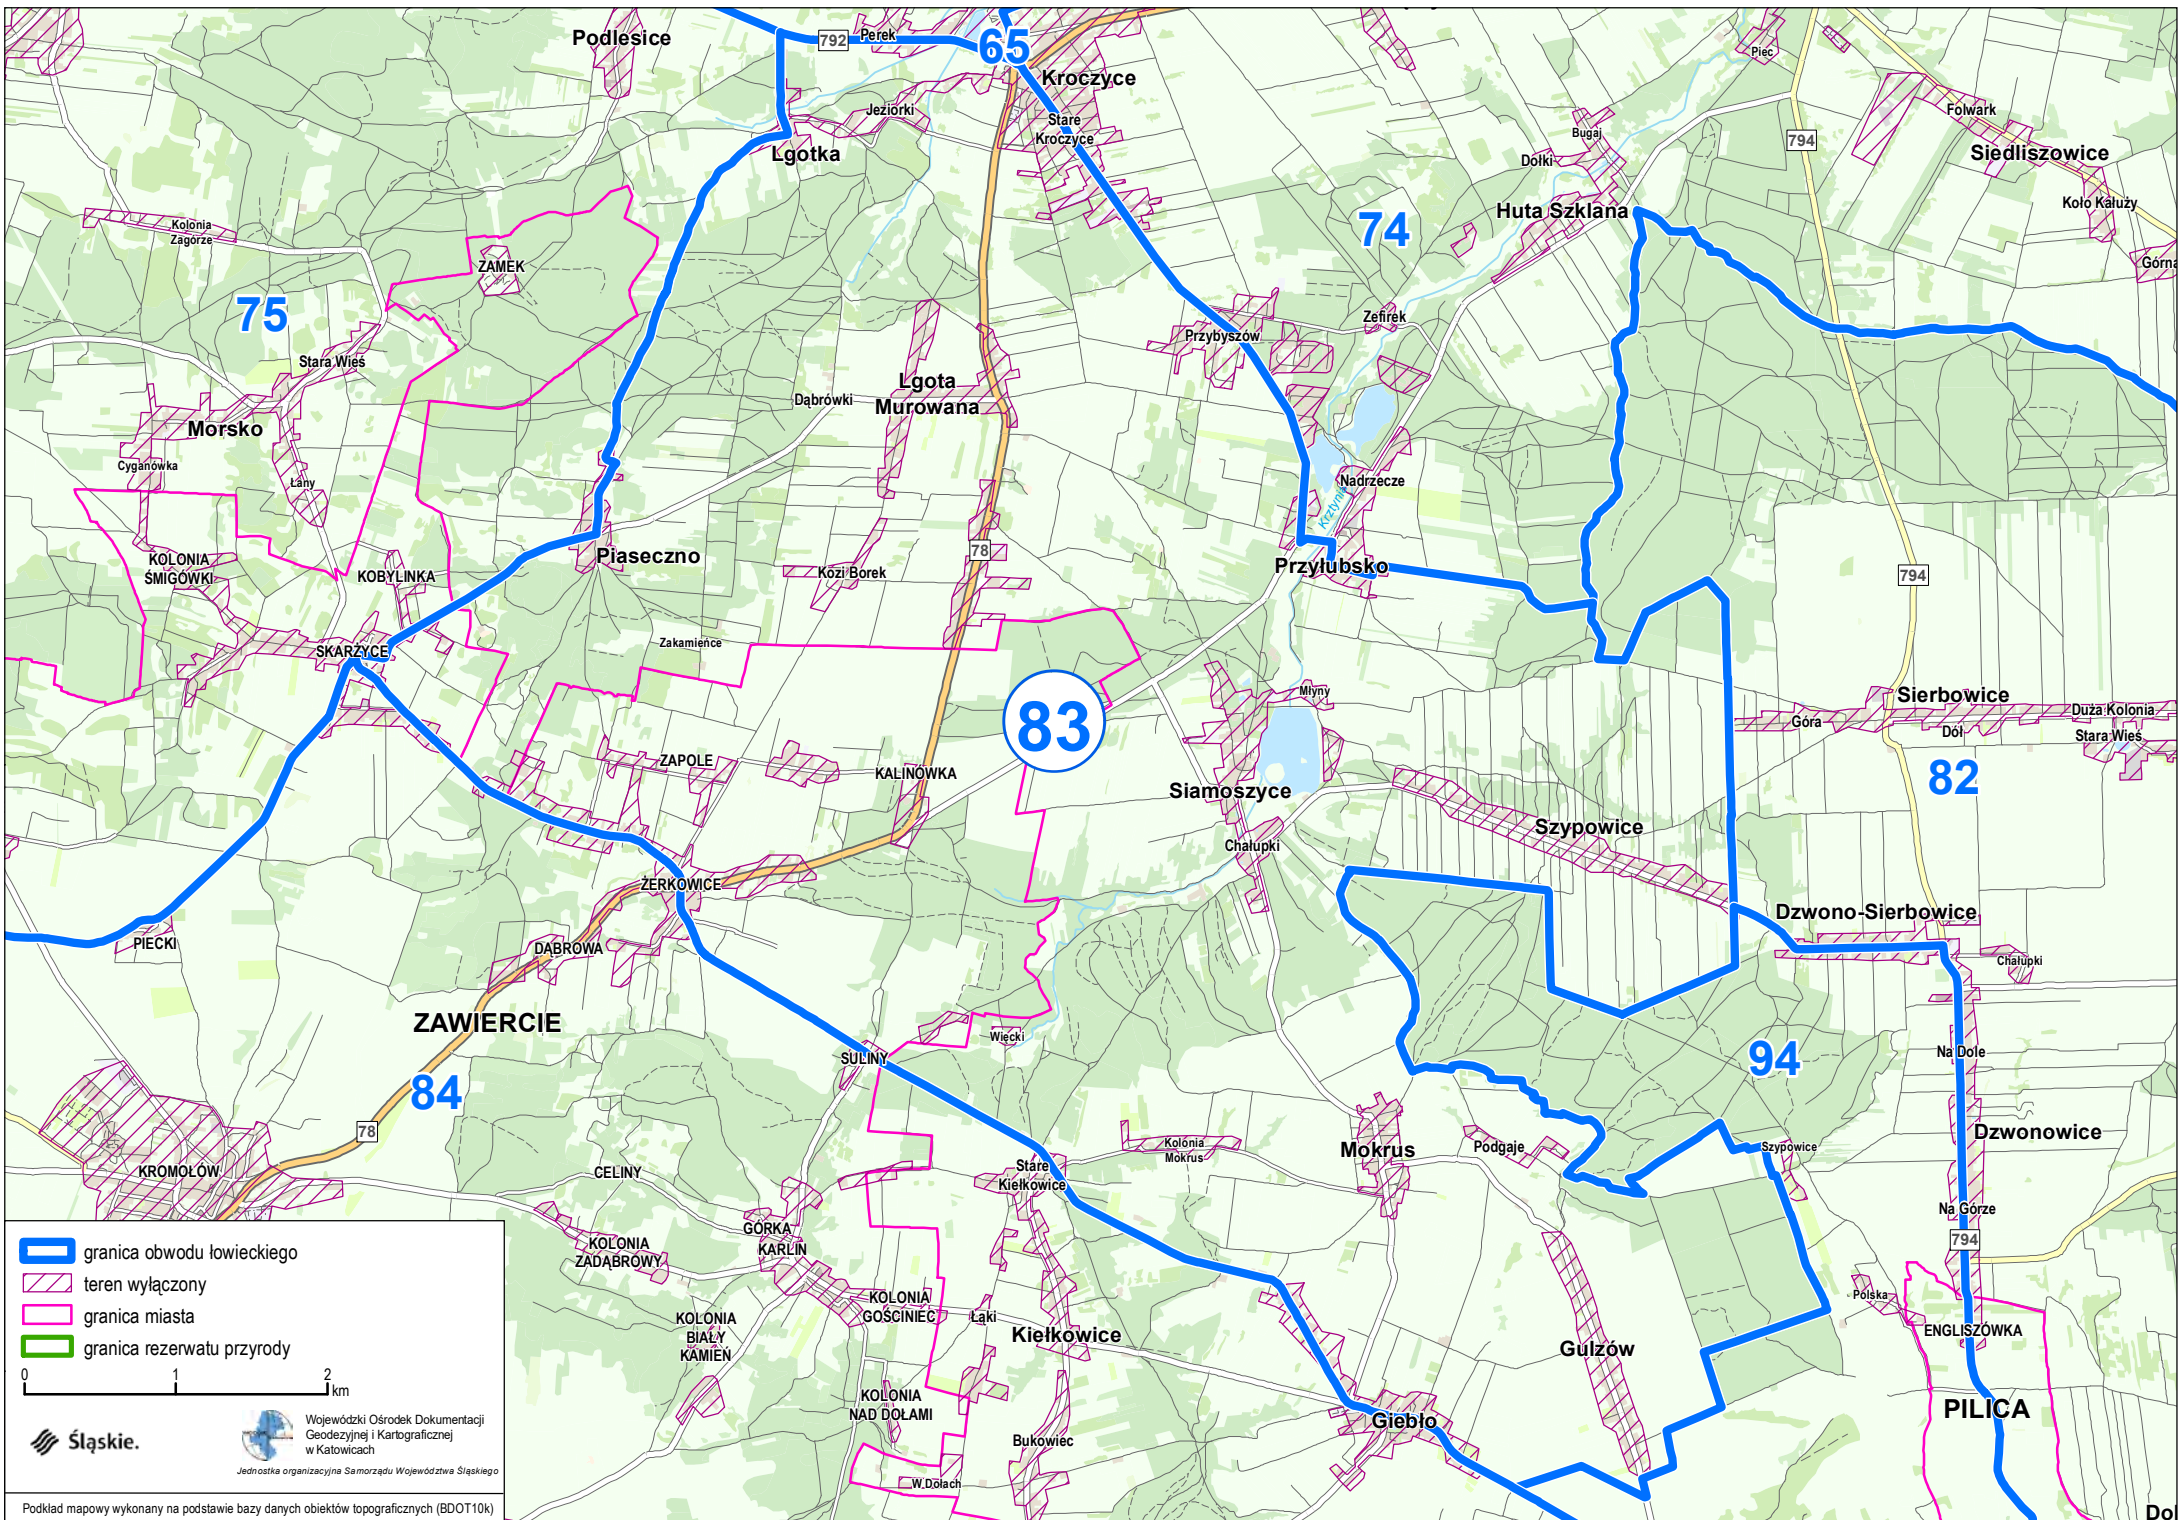 Podlesice
792
Perek
65
Kroczyce
Piec
Stare
Kroczyce
Jeziorki
Lgotka
Bugaj
Dołki
794
Folwark
Siedliszowice
Koło Kałuży
Huta Szklana
74
Górna
Kolonia
Zagórze
ZAMEK
75
Stara Wieś
Zefirek
Przybyszów
Lgota
Murowana
Dąbrówki
Morsko
Cyganówka
Łany
Nadrzecze
Krztynia
KOLONIA
ŚMIGÓWKI
KOBYLINKA
Piaseczno
Kozi Borek
78
Przyłubsko
794
Zakamieńce
SKARŻYCE
83
Młyny
Sierbowice
Góra
Dół
Duża Kolonia
Stara Wieś
82
ZAPOLE
KALINÓWKA
Siamoszyce
Szypowice
Chałupki
ŻERKOWICE
Dzwono-Sierbowice
PIECKI
DĄBROWA
Chałupki
ZAWIERCIE
Więcki
SULINY
94
Na Dole
84
78
Dzwonowice
Kolonia
Mokrus
Mokrus
Podgaje
Szypowice
KROMOŁÓW
CELINY
Stare
Kiełkowice
Na Górze
794
GÓRKA
KARLIN
KOLONIA
ZADĄBROWY
KOLONIA
GOŚCINIEC
Łąki
Polska
ENGLISZÓWKA
KOLONIA
BIAŁY
KAMIEŃ
Kiełkowice
Gulzów
KOLONIA
NAD DOŁAMI
Giebło
PILICA
Bukowiec
W Dołach
Dol
granica obwodu łowieckiego
teren wyłączony
granica miasta
granica rezerwatu przyrody
0 1 2
km
Śląskie.
Wojewódzki Ośrodek Dokumentacji
Geodezyjnej i Kartograficznej
w Katowicach
Jednostka organizacyjna Samorządu Województwa Śląskiego
Podkład mapowy wykonany na podstawie bazy danych obiektów topograficznych (BDOT10k)